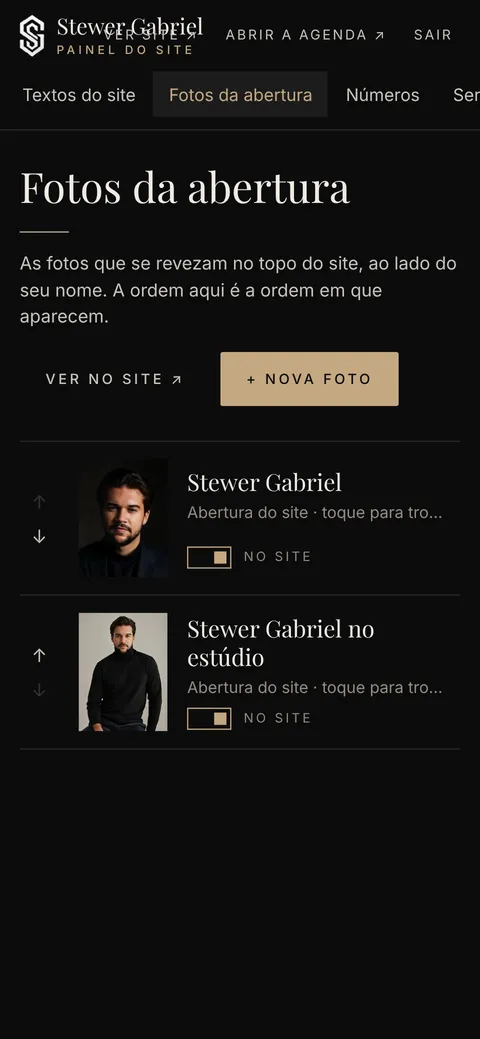 Stewer Gabriel
VER SITE ↗ ABRIR A AGENDA ↗ SAIR
PAINEL DO SITE
Textos do site Fotos da abertura Números Ser
Fotos da abertura
As fotos que se revezam no topo do site, ao lado do
seu nome. A ordem aqui é a ordem em que
aparecem.
VER NO SITE ↗ + NOVA FOTO
Stewer Gabriel
Abertura do site · toque para tro...
NO SITE
Stewer Gabriel no
estúdio
Abertura do site · toque para tro...
NO SITE